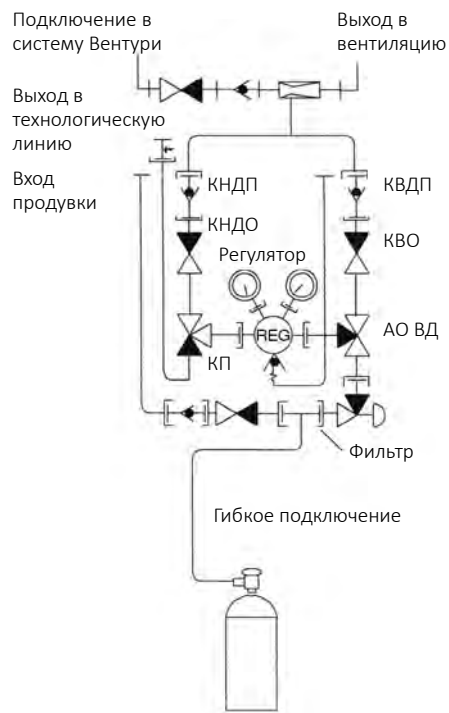 Подключение в
систему Вентури
Выход в
вентиляцию
Выход в
технологическую
линию
Вход
продувки
КНДП
КВДП
КНДО
КВО
Регулятор
REG
АО ВД
КП
Фильтр
Гибкое подключение